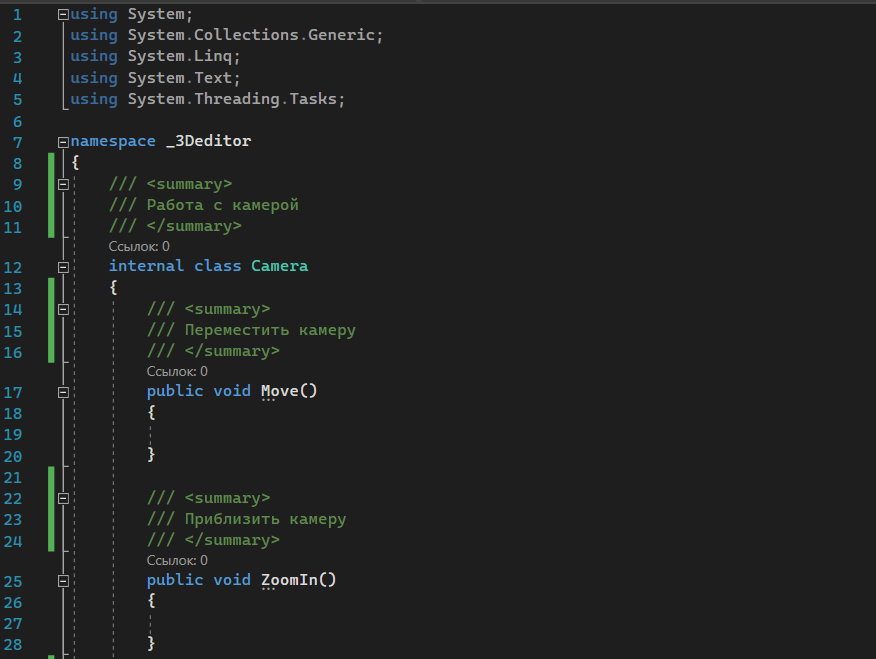 1 using System;
2 using System.Collections.Generic;
3 using System.Linq;
4 using System.Text;
5 using System.Threading.Tasks;
6
7 namespace _3Deditor
8 {
9 /// <summary>
10 /// Работа с камерой
11 /// </summary>
Ссылок: 0
12 internal class Camera
13 {
14 /// <summary>
15 /// Переместить камеру
16 /// </summary>
Ссылок: 0
17 public void Move()
18 {
19
20 }
21
22 /// <summary>
23 /// Приблизить камеру
24 /// </summary>
Ссылок: 0
25 public void ZoomIn()
26 {
27
28 }